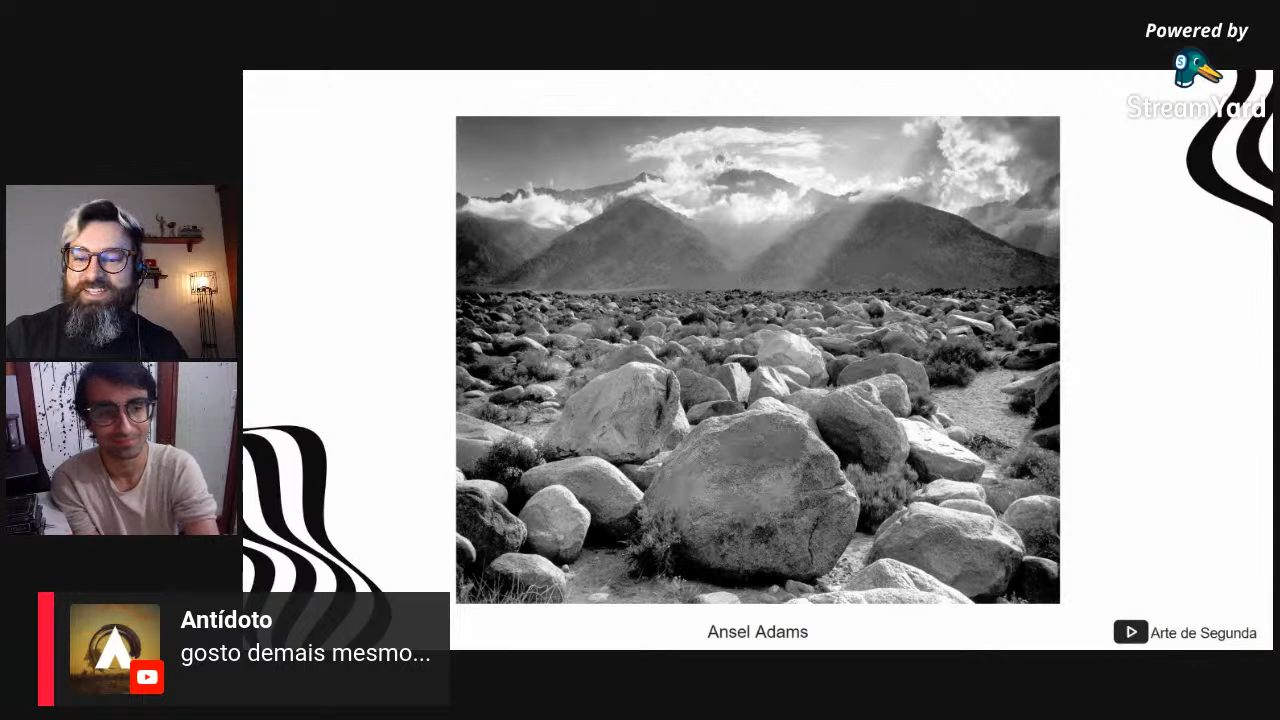 Powered by
StreamYard
Ansel Adams
Arte de Segunda
Antídoto
gosto demais mesmo...